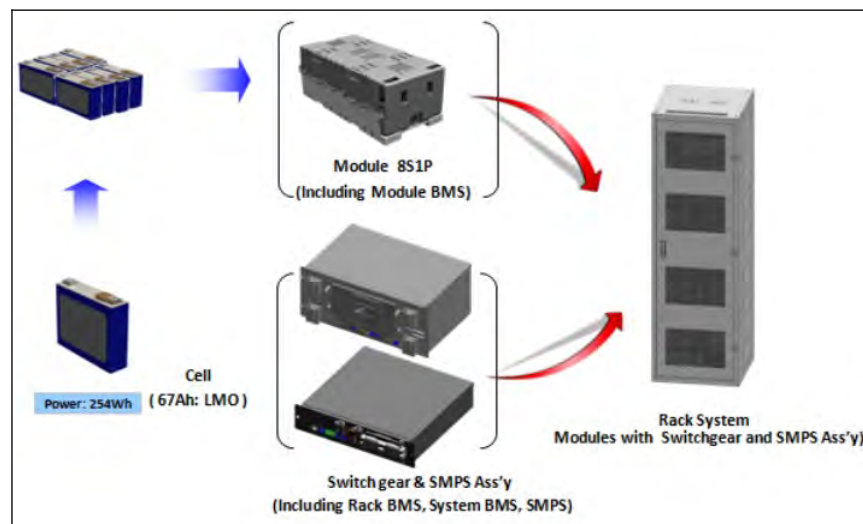 Module 8S1P
(Including Module BMS)
Cell
( 67Ah: LMO )
Power: 254Wh
Switch gear & SMPS Ass'y
(Including Rack BMS, System BMS, SMPS)
Rack System
Modules with Switchgear and SMPS Ass'y)